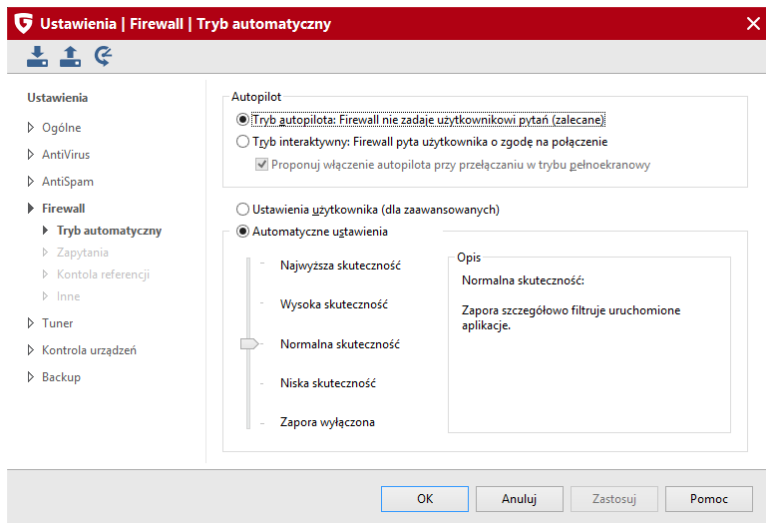 Ustawienia | Firewall | Tryb automatyczny
Ustawienia
Ogólne
AntiVirus
AntiSpam
Firewall
Tryb automatyczny
Zapytania
Kontola referencji
Inne
Tuner
Kontrola urządzeń
Backup
Autopilot
Tryb autopilota: Firewall nie zadaje użytkownikowi pytań (zalecane)
Tryb interaktywny: Firewall pyta użytkownika o zgodę na połączenie
Proponuj włączenie autopilota przy przełączaniu w trybu pełnoekranowy
Ustawienia użytkownika (dla zaawansowanych)
Automatyczne ustawienia
Najwyższa skuteczność
Wysoka skuteczność
Normalna skuteczność
Niska skuteczność
Zapora wyłączona
Opis
Normalna skuteczność:
Zapora szczegółowo filtruje uruchomione
aplikacje.
OK
Anuluj
Zastosuj
Pomoc